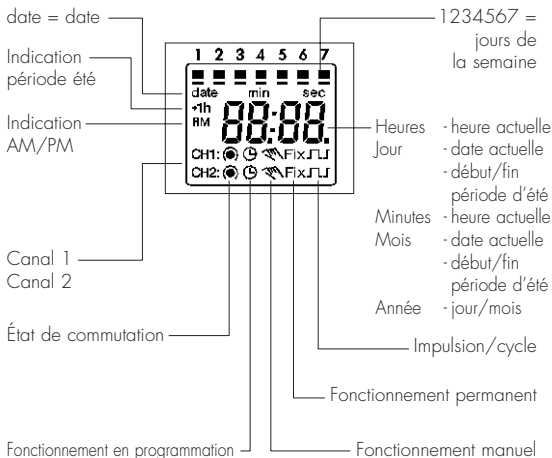 date = date
1234567 =
jours de
la semaine
Indication
période été
Indication
AM/PM
1 2 3 4 5 6 7
date min sec
+1h
AM
88:88.
CH1: Fix
CH2: Fix
Heures - heure actuelle
Jour - date actuelle
- début/fin
période d'été
Minutes - heure actuelle
Mois - date actuelle
- début/fin
période d'été
Année - jour/mois
Canal 1
Canal 2
État de commutation
Impulsion/cycle
Fonctionnement permanent
Fonctionnement en programmation
Fonctionnement manuel